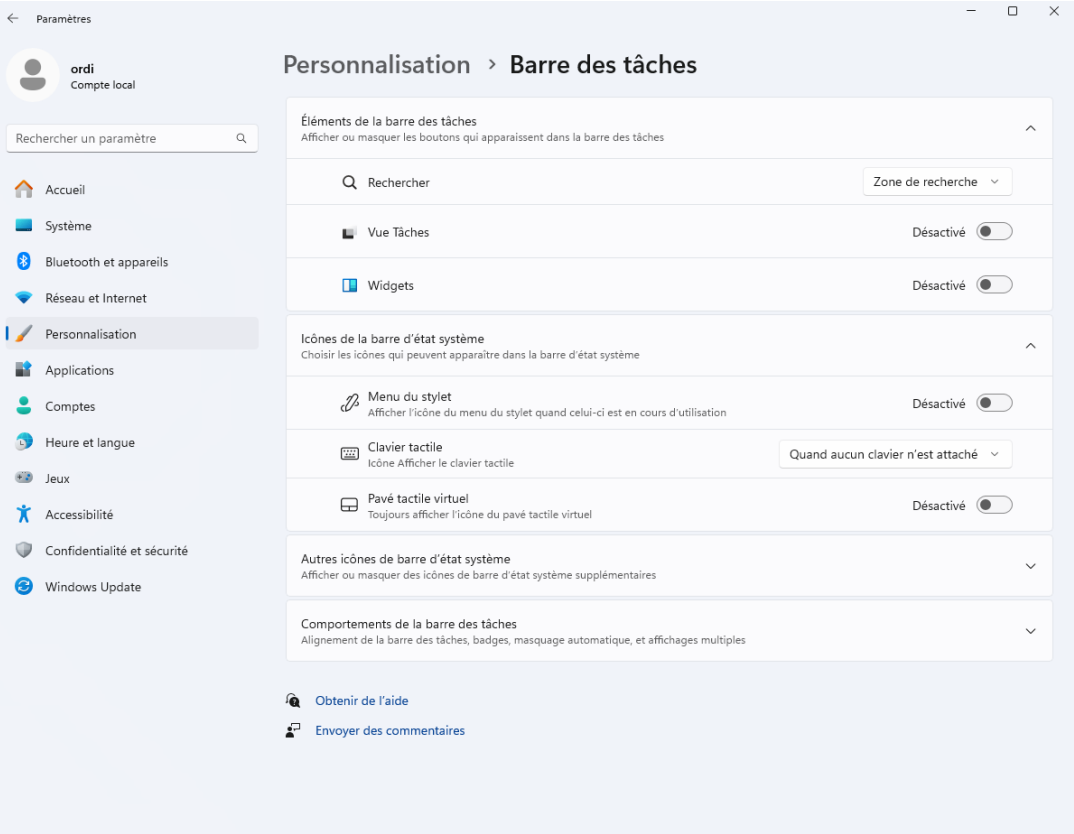 Paramètres
ordi
Compte local
Rechercher un paramètre
Accueil
Système
Bluetooth et appareils
Réseau et Internet
Personnalisation
Applications
Comptes
Heure et langue
Jeux
Accessibilité
Confidentialité et sécurité
Windows Update
Personnalisation > Barre des tâches
Éléments de la barre des tâches
Afficher ou masquer les boutons qui apparaissent dans la barre des tâches
Rechercher Zone de recherche
Vue Tâches Désactivé
Widgets Désactivé
Icônes de la barre d'état système
Choisir les icônes qui peuvent apparaître dans la barre d'état système
Menu du stylet
Afficher l'icône du menu du stylet quand celui-ci est en cours d'utilisation
Désactivé
Clavier tactile
Icône Afficher le clavier tactile
Quand aucun clavier n'est attaché
Pavé tactile virtuel
Toujours afficher l'icône du pavé tactile virtuel
Désactivé
Autres icônes de barre d'état système
Afficher ou masquer des icônes de barre d'état système supplémentaires
Comportements de la barre des tâches
Alignement de la barre des tâches, badges, masquage automatique, et affichages multiples
Obtenir de l'aide
Envoyer des commentaires